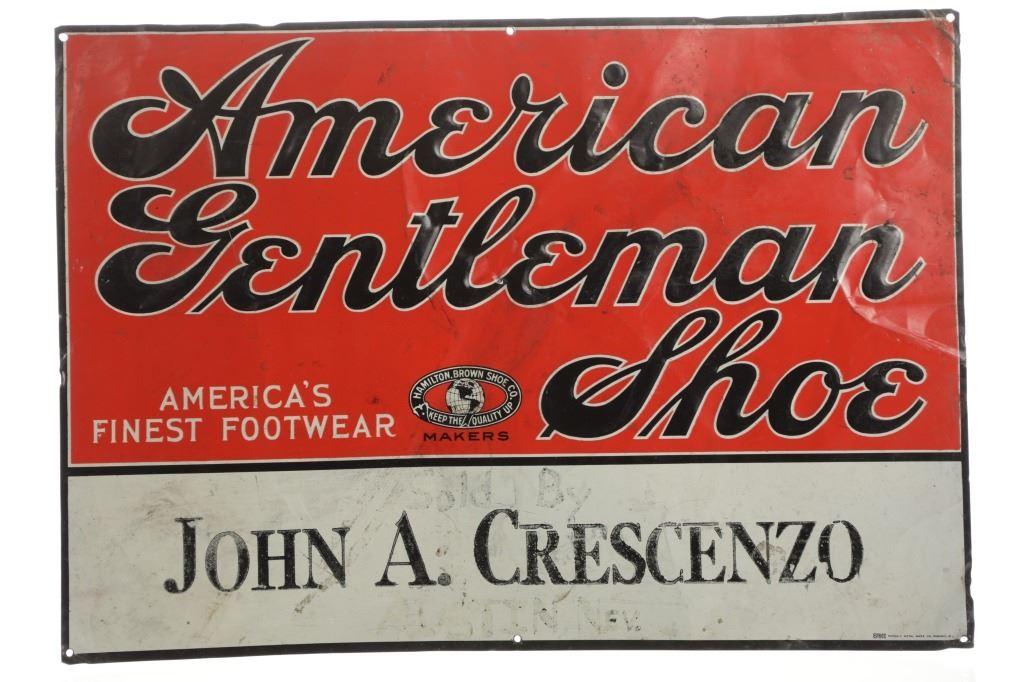 American
Gentleman
Shoe
AMERICA'S
FINEST FOOTWEAR
HAMILTON, BROWN SHOE CO.
KEEP THE QUALITY UP
MAKERS
Sold By
JOHN A. CRESCENZO